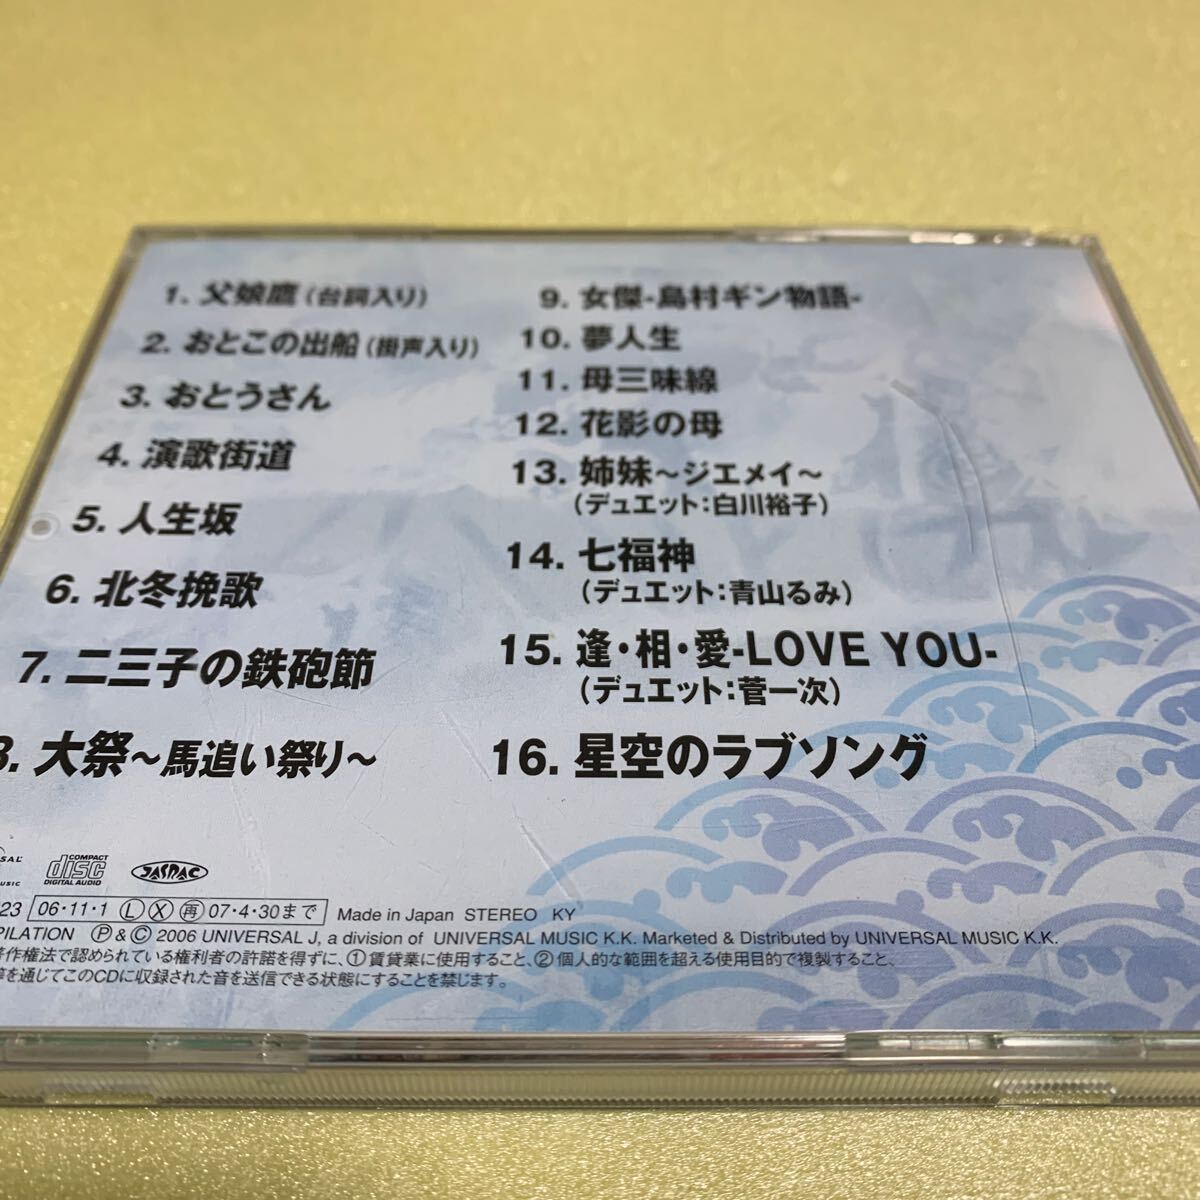 1. 父娘鷹(台詞入り)
2. おとこの出船(掛声入り)
3. おとうさん
4. 演歌街道
5. 人生坂
6. 北冬挽歌
7. 二三子の鉄砲節
8. 大祭～馬追い祭り～
9. 女傑-島村ギン物語-
10. 夢人生
11. 母三味線
12. 花影の母
13. 姉妹～ジエメイ～
(デュエット:白川裕子)
14. 七福神
(デュエット:青山るみ)
15. 逢・相・愛-LOVE YOU-
(デュエット:菅一次)
16. 星空のラブソング
COMPACT
disc
DIGITAL AUDIO
JASRAC
23 06・11・1 Ⓛ Ⓧ ㊢07・4・30まで Made in Japan STEREO KY
PILATION Ⓟ & © 2006 UNIVERSAL J, a division of UNIVERSAL MUSIC K.K. Marketed & Distributed by UNIVERSAL MUSIC K.K.
著作権法で認められている権利者の許諾を得ずに、①賃貸業に使用すること、②個人的な範囲を超える使用目的で複製すること、
等を通じてこのCDに収録された音を送信できる状態にすることを禁じます。